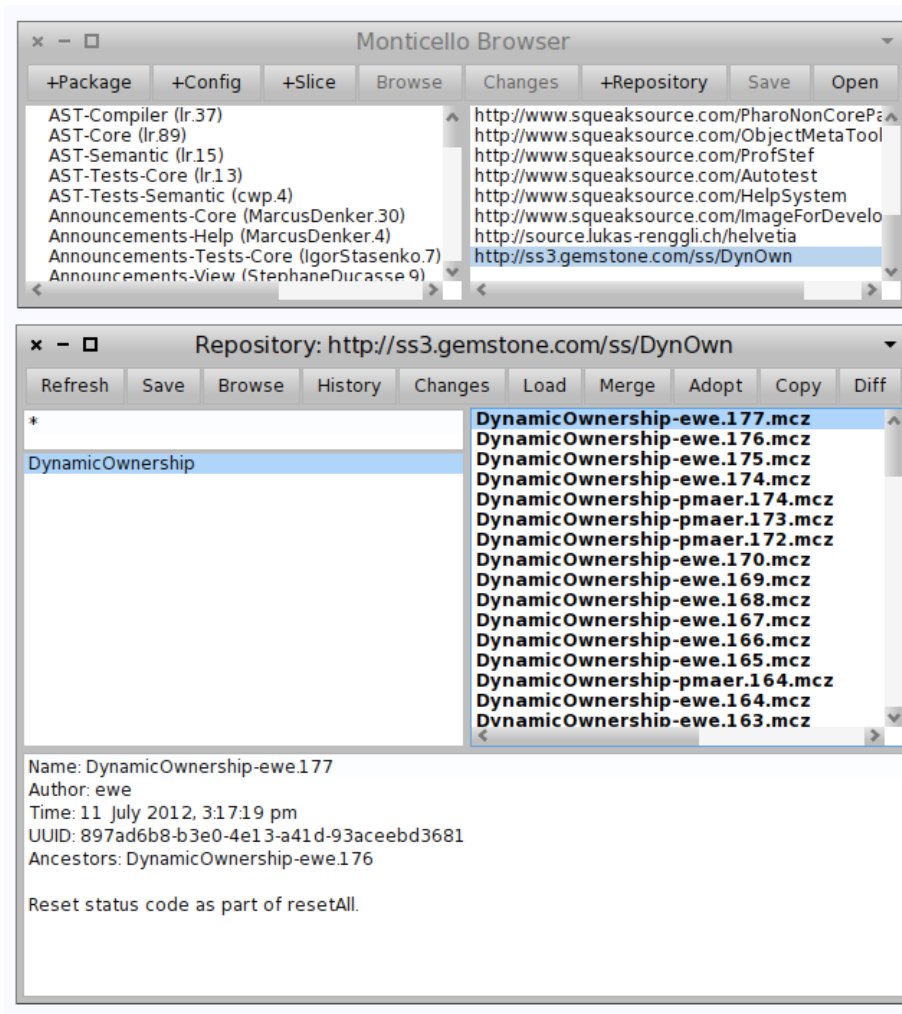 Monticello Browser
+Package +Config +Slice Browse Changes +Repository Save Open
AST-Compiler (lr.37)
AST-Core (lr.89)
AST-Semantic (lr.15)
AST-Tests-Core (lr.13)
AST-Tests-Semantic (cwp.4)
Announcements-Core (MarcusDenker.30)
Announcements-Help (MarcusDenker.4)
Announcements-Tests-Core (IgorStasenko.7)
Announcements-View (StephaneDucasse.9)
http://www.squeaksource.com/PharoNonCorePa
http://www.squeaksource.com/ObjectMetaTool
http://www.squeaksource.com/ProfStef
http://www.squeaksource.com/Autotest
http://www.squeaksource.com/HelpSystem
http://www.squeaksource.com/ImageForDevelo
http://source.lukas-renggli.ch/helvetia
http://ss3.gemstone.com/ss/DynOwn
Repository: http://ss3.gemstone.com/ss/DynOwn
Refresh Save Browse History Changes Load Merge Adopt Copy Diff
*
DynamicOwnership
DynamicOwnership-ewe.177.mcz
DynamicOwnership-ewe.176.mcz
DynamicOwnership-ewe.175.mcz
DynamicOwnership-ewe.174.mcz
DynamicOwnership-pmaer.174.mcz
DynamicOwnership-pmaer.173.mcz
DynamicOwnership-pmaer.172.mcz
DynamicOwnership-ewe.170.mcz
DynamicOwnership-ewe.169.mcz
DynamicOwnership-ewe.168.mcz
DynamicOwnership-ewe.167.mcz
DynamicOwnership-ewe.166.mcz
DynamicOwnership-ewe.165.mcz
DynamicOwnership-pmaer.164.mcz
DynamicOwnership-ewe.164.mcz
DynamicOwnership-ewe.163.mcz
Name: DynamicOwnership-ewe.177
Author: ewe
Time: 11 July 2012, 3:17:19 pm
UUID: 897ad6b8-b3e0-4e13-a41d-93aceebd3681
Ancestors: DynamicOwnership-ewe.176
Reset status code as part of resetAll.